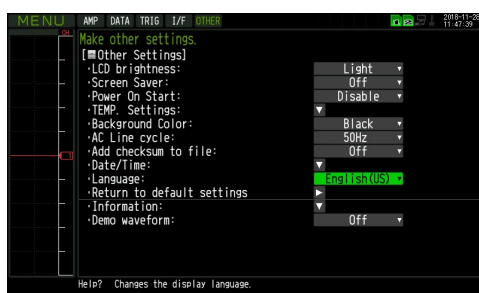 MENU AMP DATA TRIG I/F OTHER 2018-11-28
11:47:39
CH
Make other settings.
[Other Settings]
·LCD brightness: Light
·Screen Saver: Off
·Power On Start: Disable
·TEMP. Settings:
·Background Color: Black
·AC Line cycle: 50Hz
·Add checksum to file: Off
·Date/Time:
·Language: English(US)
·Return to default settings
·Information:
·Demo waveform: Off
Help? Changes the display language.